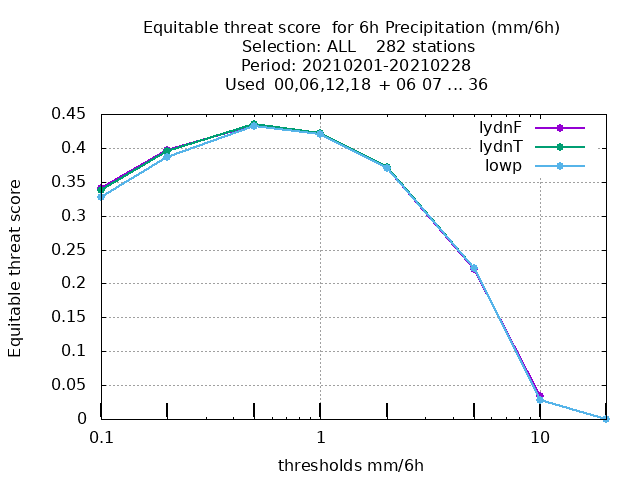 Equitable threat score  for 6h Precipitation (mm/6h)
Selection: ALL    282 stations
Period: 20210201-20210228
Used  00,06,12,18  + 06 07 ... 36
lydnF
lydnT
lowp
0.45
0.4
0.35
0.3
0.25
0.2
0.15
0.1
0.05
0
Equitable threat score
0.1
1
10
thresholds mm/6h